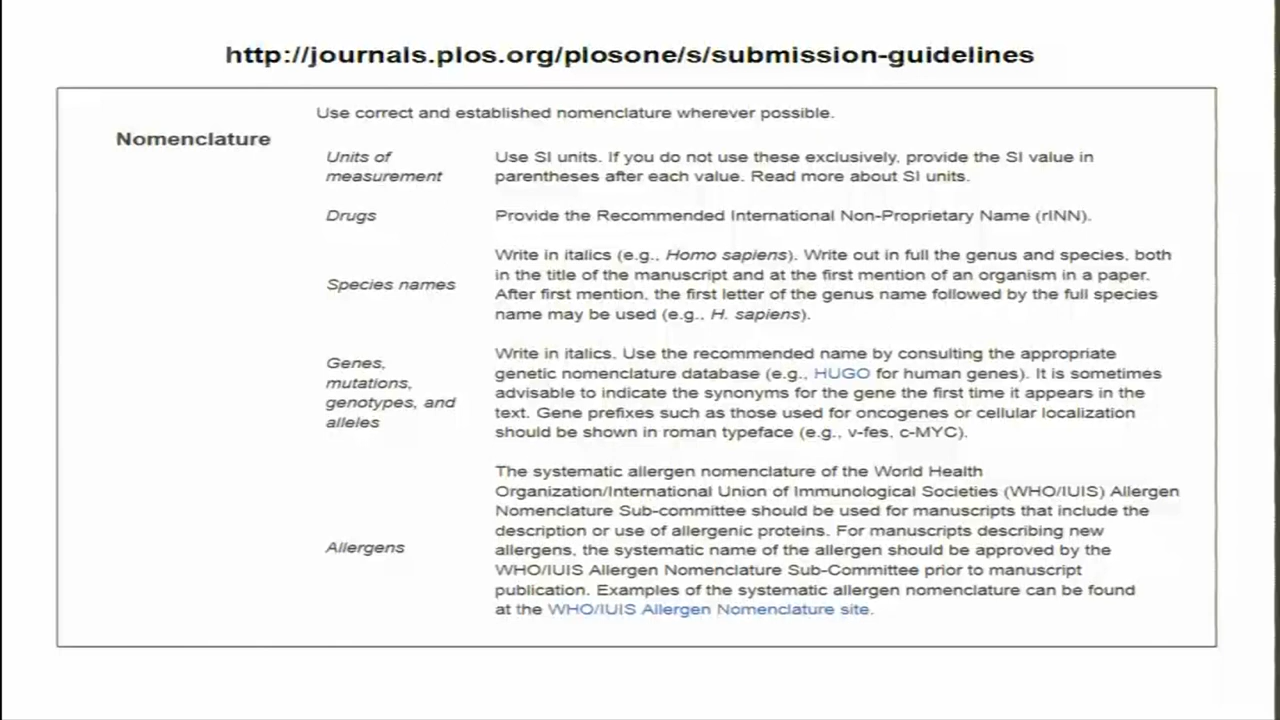 http://journals.plos.org/plosone/s/submission-guidelines
Use correct and established nomenclature wherever possible.
Nomenclature
Units of
measurement
Use SI units. If you do not use these exclusively, provide the SI value in
parentheses after each value. Read more about SI units.
Drugs
Provide the Recommended International Non-Proprietary Name (rINN).
Species names
Write in italics (e.g., Homo sapiens). Write out in full the genus and species, both
in the title of the manuscript and at the first mention of an organism in a paper.
After first mention, the first letter of the genus name followed by the full species
name may be used (e.g., H. sapiens).
Genes,
mutations,
genotypes, and
alleles
Write in italics. Use the recommended name by consulting the appropriate
genetic nomenclature database (e.g., HUGO for human genes). It is sometimes
advisable to indicate the synonyms for the gene the first time it appears in the
text. Gene prefixes such as those used for oncogenes or cellular localization
should be shown in roman typeface (e.g., v-fes, c-MYC).
Allergens
The systematic allergen nomenclature of the World Health
Organization/International Union of Immunological Societies (WHO/IUIS) Allergen
Nomenclature Sub-committee should be used for manuscripts that include the
description or use of allergenic proteins. For manuscripts describing new
allergens, the systematic name of the allergen should be approved by the
WHO/IUIS Allergen Nomenclature Sub-Committee prior to manuscript
publication. Examples of the systematic allergen nomenclature can be found
at the WHO/IUIS Allergen Nomenclature site.